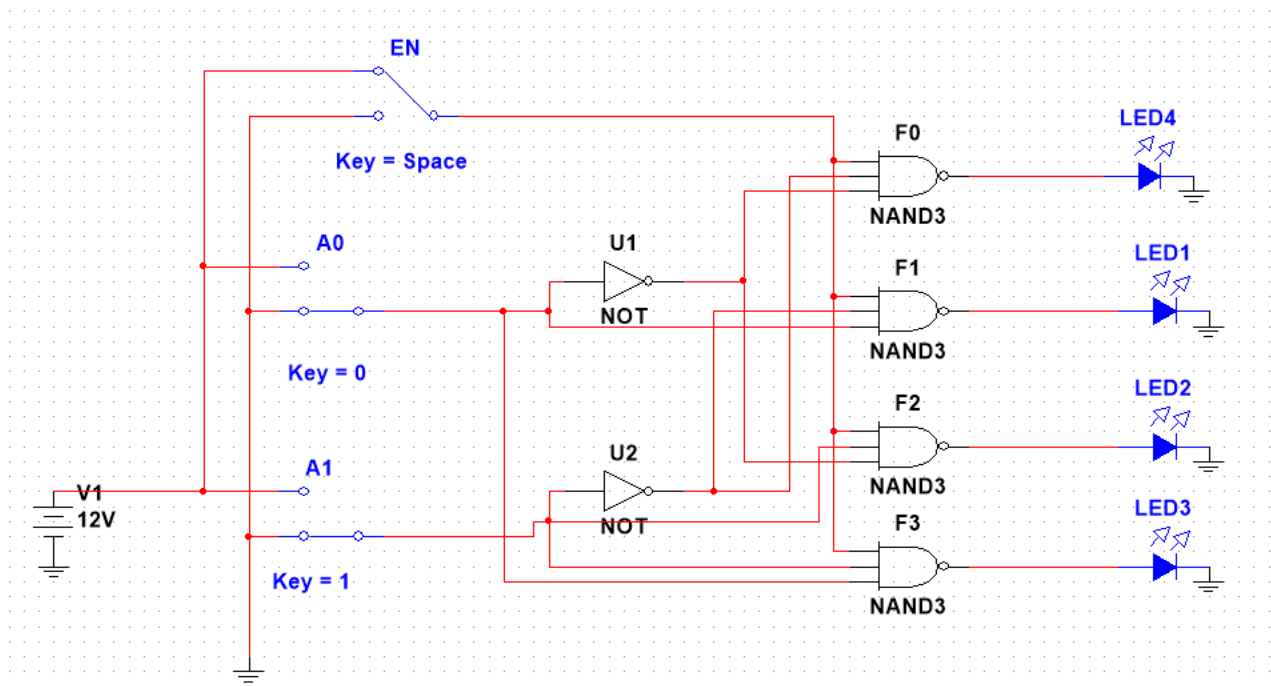 EN
Key = Space
LED4
F0
NAND3
A0
U1
NOT
LED1
F1
NAND3
Key = 0
LED2
F2
NAND3
A1
U2
NOT
V1
12V
LED3
F3
NAND3
Key = 1